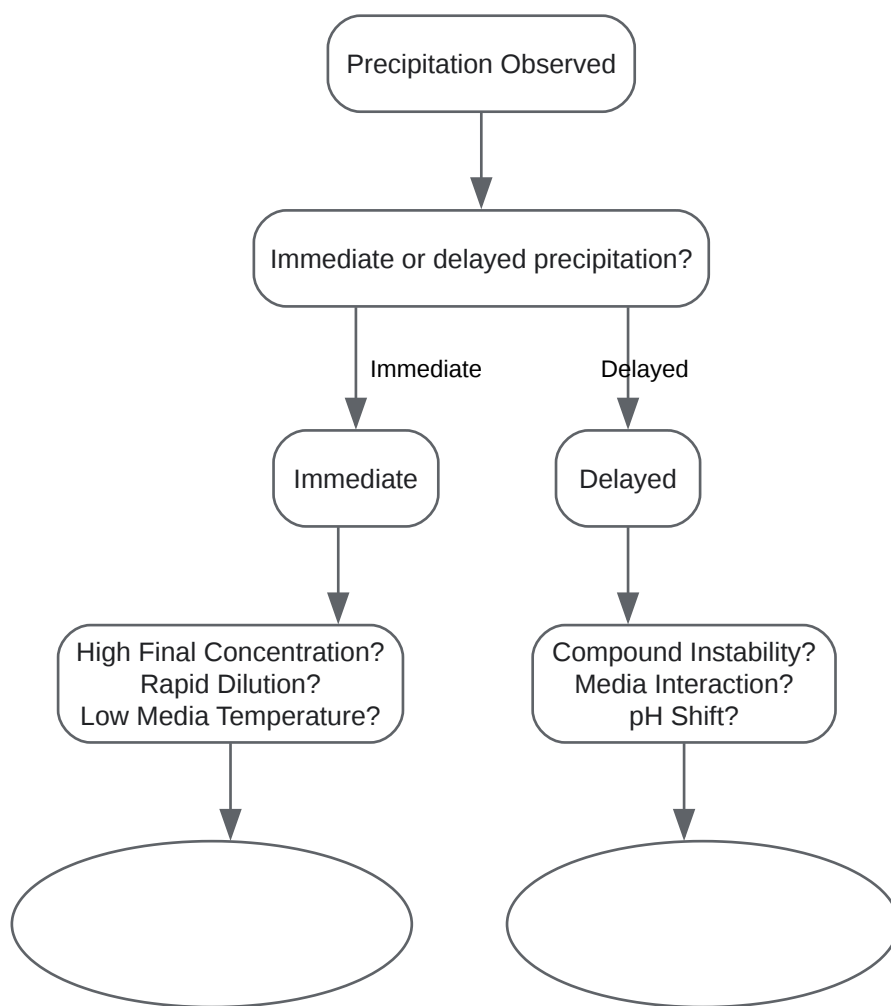 Precipitation Observed
Immediate or delayed precipitation?
Immediate
Delayed
Immediate
Delayed
High Final Concentration?
Rapid Dilution?
Low Media Temperature?
Compound Instability?
Media Interaction?
pH Shift?